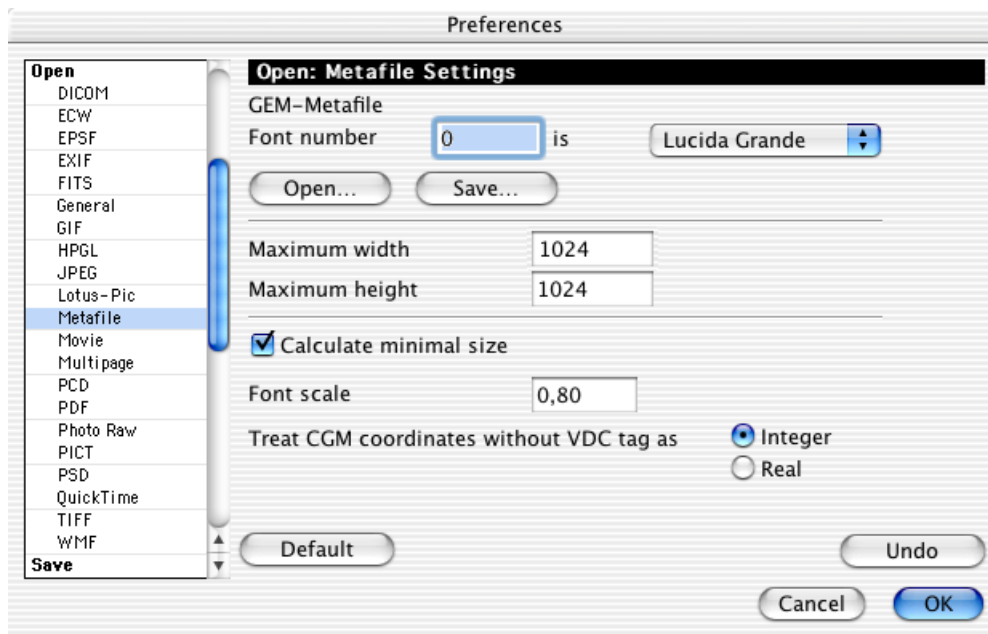 Preferences
Open
DICOM
ECW
EPSF
EXIF
FITS
General
GIF
HPGL
JPEG
Lotus-Pic
Metafile
Movie
Multipage
PCD
PDF
Photo Raw
PICT
PSD
QuickTime
TIFF
WMF
Save
Open: Metafile Settings
GEM-Metafile
Font number 0 is Lucida Grande
Open... Save...
Maximum width 1024
Maximum height 1024
Calculate minimal size
Font scale 0,80
Treat CGM coordinates without VDC tag as Integer
Real
Default Undo
Cancel OK